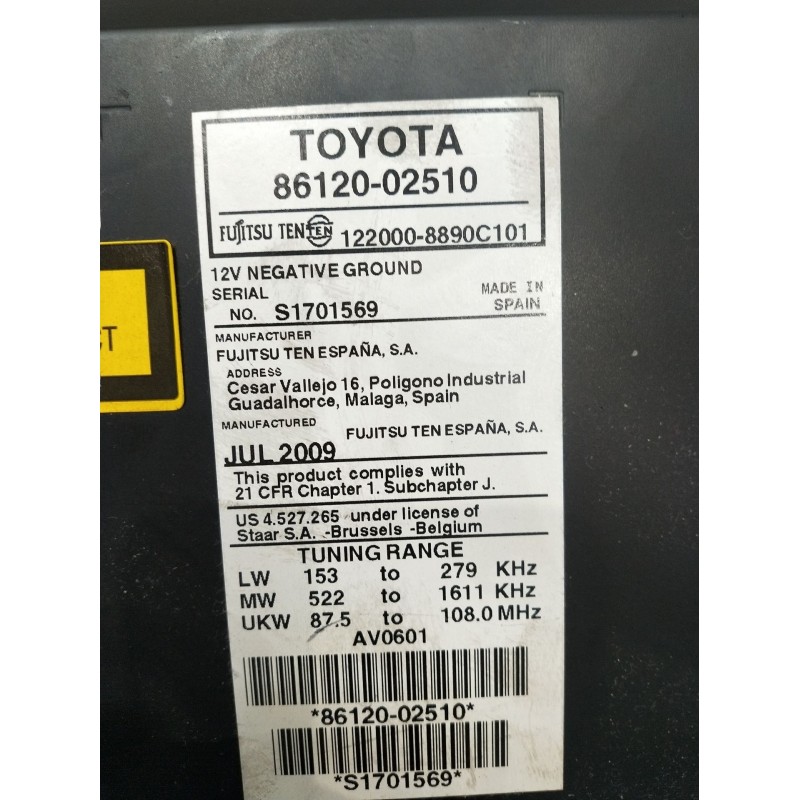 TOYOTA
86120-02510
FUJITSU TEN TEN 122000-8890C101
12V NEGATIVE GROUND
SERIAL MADE IN
NO. S1701569 SPAIN
MANUFACTURER
FUJITSU TEN ESPAÑA, S.A.
ADDRESS
Cesar Vallejo 16, Poligono Industrial
Guadalhorce, Malaga, Spain
MANUFACTURED FUJITSU TEN ESPAÑA, S.A.
JUL 2009
This product complies with
21 CFR Chapter 1. Subchapter J.
US 4.527.265 under license of
Staar S.A. -Brussels -Belgium
TUNING RANGE
LW 153 to 279 KHz
MW 522 to 1611 KHz
UKW 87.5 to 108.0 MHz
AV0601
*86120-02510*
*S1701569*